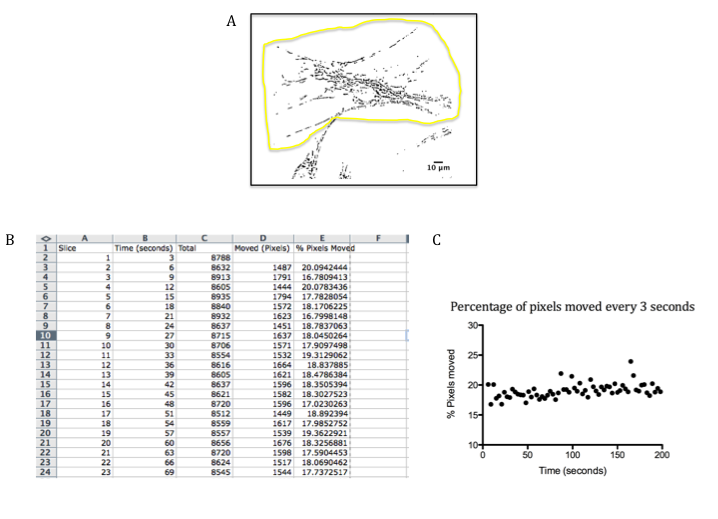 A
10 μm
B
A B C D E F
1 Slice Time (seconds) Total Moved (Pixels) % Pixels Moved
2 1 3 8788
3 2 6 8632 1487 20.0942444
4 3 9 8913 1791 16.7809413
5 4 12 8605 1444 20.0783436
6 5 15 8935 1794 17.7828054
7 6 18 8840 1572 18.1706225
8 7 21 8932 1623 16.7998148
9 8 24 8637 1451 18.7837063
10 9 27 8715 1637 18.0450264
11 10 30 8706 1571 17.9097498
12 11 33 8554 1532 19.3129062
13 12 36 8616 1664 18.837885
14 13 39 8605 1621 18.4786384
15 14 42 8637 1596 18.3505394
16 15 45 8621 1582 18.3027523
17 16 48 8720 1596 17.0230263
18 17 51 8512 1449 18.892394
19 18 54 8559 1617 17.9852752
20 19 57 8557 1539 19.3622921
21 20 60 8656 1676 18.3256881
22 21 63 8720 1598 17.5904453
23 22 66 8624 1517 18.0690462
24 23 69 8545 1544 17.7372517
C
Percentage of pixels moved every 3 seconds
% Pixels moved
30
25
20
15
10
0 50 100 150 200
Time (seconds)